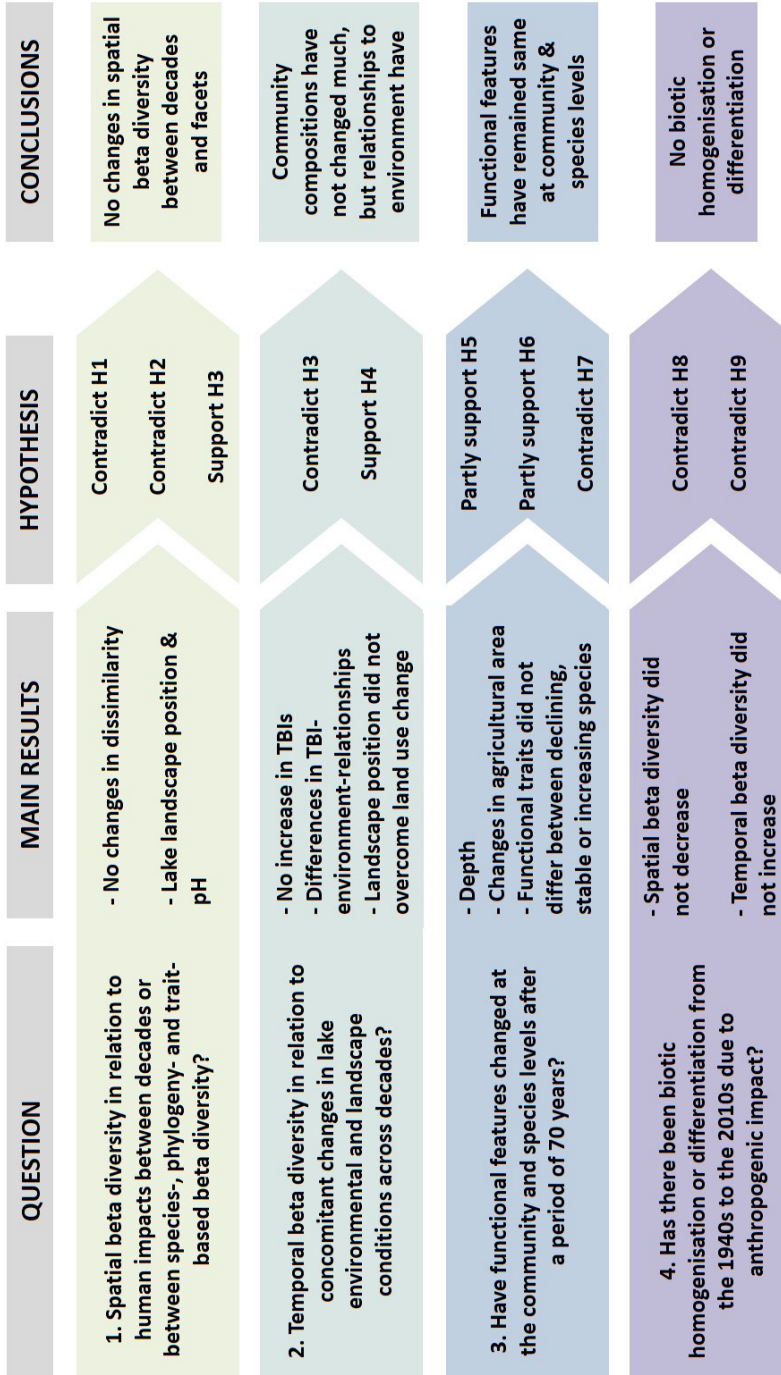 QUESTION
MAIN RESULTS
HYPOTHESIS
CONCLUSIONS
1. Spatial beta diversity in relation to
human impacts between decades or
between species-, phylogeny- and trait-
based beta diversity?
- No changes in dissimilarity
- Lake landscape position &
pH
Contradict H1
Contradict H2
Support H3
No changes in spatial
beta diversity
between decades
and facets
2. Temporal beta diversity in relation to
concomitant changes in lake
environmental and landscape
conditions across decades?
- No increase in TBIs
- Differences in TBI-
environment-relationships
- Landscape position did not
overcome land use change
Contradict H3
Support H4
Community
compositions have
not changed much,
but relationships to
environment have
3. Have functional features changed at
the community and species levels after
a period of 70 years?
- Depth
- Changes in agricultural area
- Functional traits did not
differ between declining,
stable or increasing species
Partly support H5
Partly support H6
Contradict H7
Functional features
have remained same
at community &
species levels
4. Has there been biotic
homogenisation or differentiation from
the 1940s to the 2010s due to
anthropogenic impact?
- Spatial beta diversity did
not decrease
- Temporal beta diversity did
not increase
Contradict H8
Contradict H9
No biotic
homogenisation or
differentiation